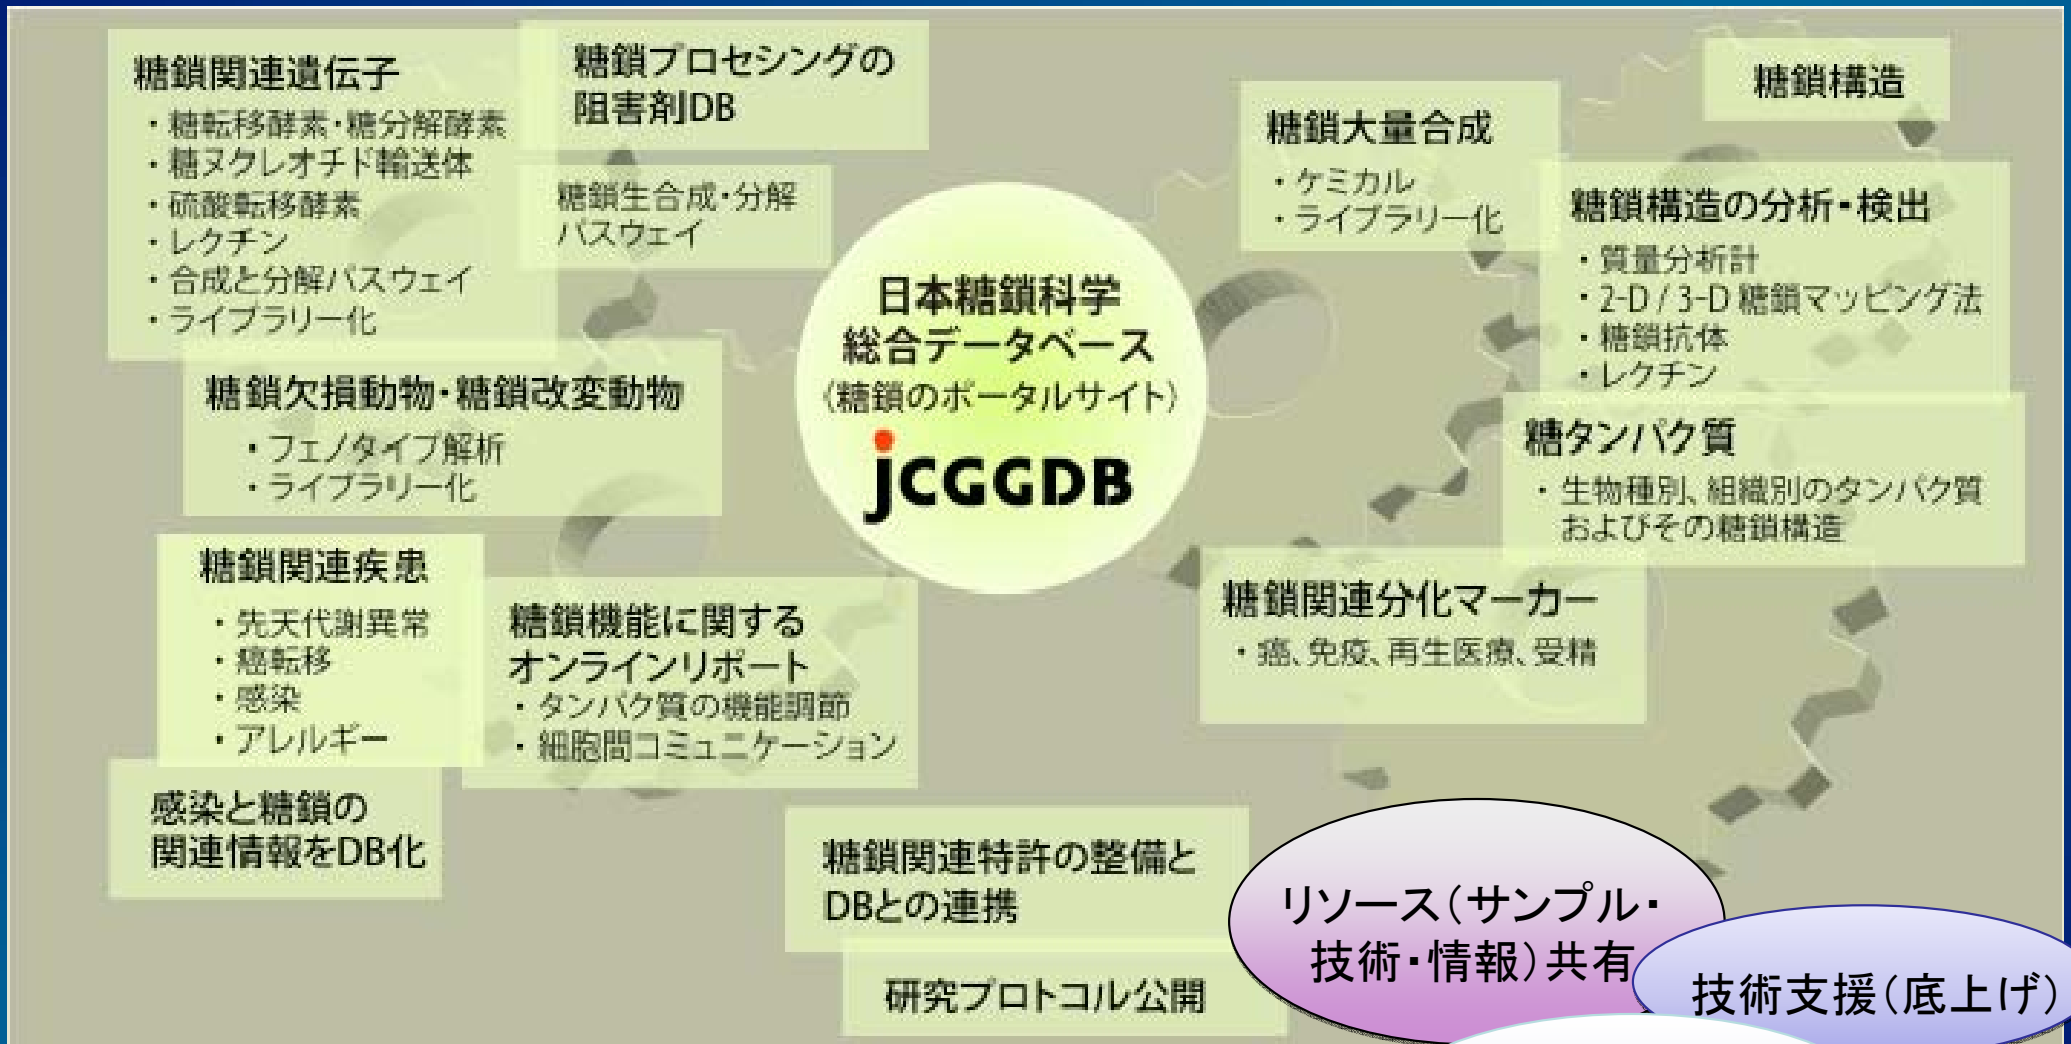 糖鎖関連遺伝子
・糖転移酵素・糖分解酵素
・糖ヌクレオチド輸送体
・硫酸転移酵素
・レクチン
・合成と分解パスウェイ
・ライブラリー化
糖鎖プロセシングの
阻害剤DB
糖鎖生合成・分解
パスウェイ
糖鎖欠損動物・糖鎖改変動物
・フェノタイプ解析
・ライブラリー化
糖鎖関連疾患
・先天代謝異常
・癌転移
・感染
・アレルギー
糖鎖機能に関する
オンラインリポート
・タンパク質の機能調節
・細胞間コミュニケーション
感染と糖鎖の
関連情報をDB化
日本糖鎖科学
総合データベース
(糖鎖のポータルサイト)
jCGGDB
糖鎖構造
糖鎖大量合成
・ケミカル
・ライブラリー化
糖鎖構造の分析・検出
・質量分析計
・2-D / 3-D 糖鎖マッピング法
・糖鎖抗体
・レクチン
糖タンパク質
・生物種別、組織別のタンパク質
およびその糖鎖構造
糖鎖関連分化マーカー
・癌、免疫、再生医療、受精
糖鎖関連特許の整備と
DBとの連携
研究プロトコル公開
リソース(サンプル・
技術・情報)共有
技術支援(底上げ)